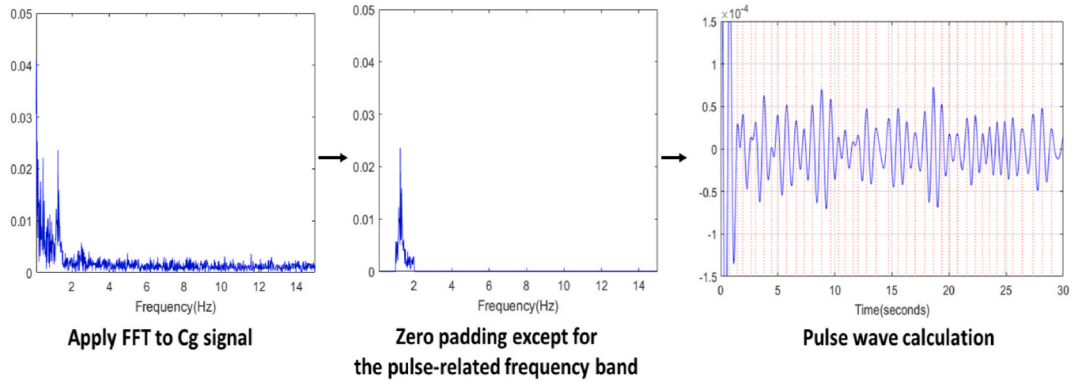 0.05
0.04
0.03
0.02
0.01
0
2 4 6 8 10 12 14
Frequency(Hz)
Apply FFT to Cg signal
0.05
0.04
0.03
0.02
0.01
0
0 2 4 6 8 10 12 14
Frequency(Hz)
Zero padding except for
the pulse-related frequency band
×10⁻⁴
1.5
1
0.5
0
-0.5
-1
-1.5
0 5 10 15 20 25 30
Time(seconds)
Pulse wave calculation